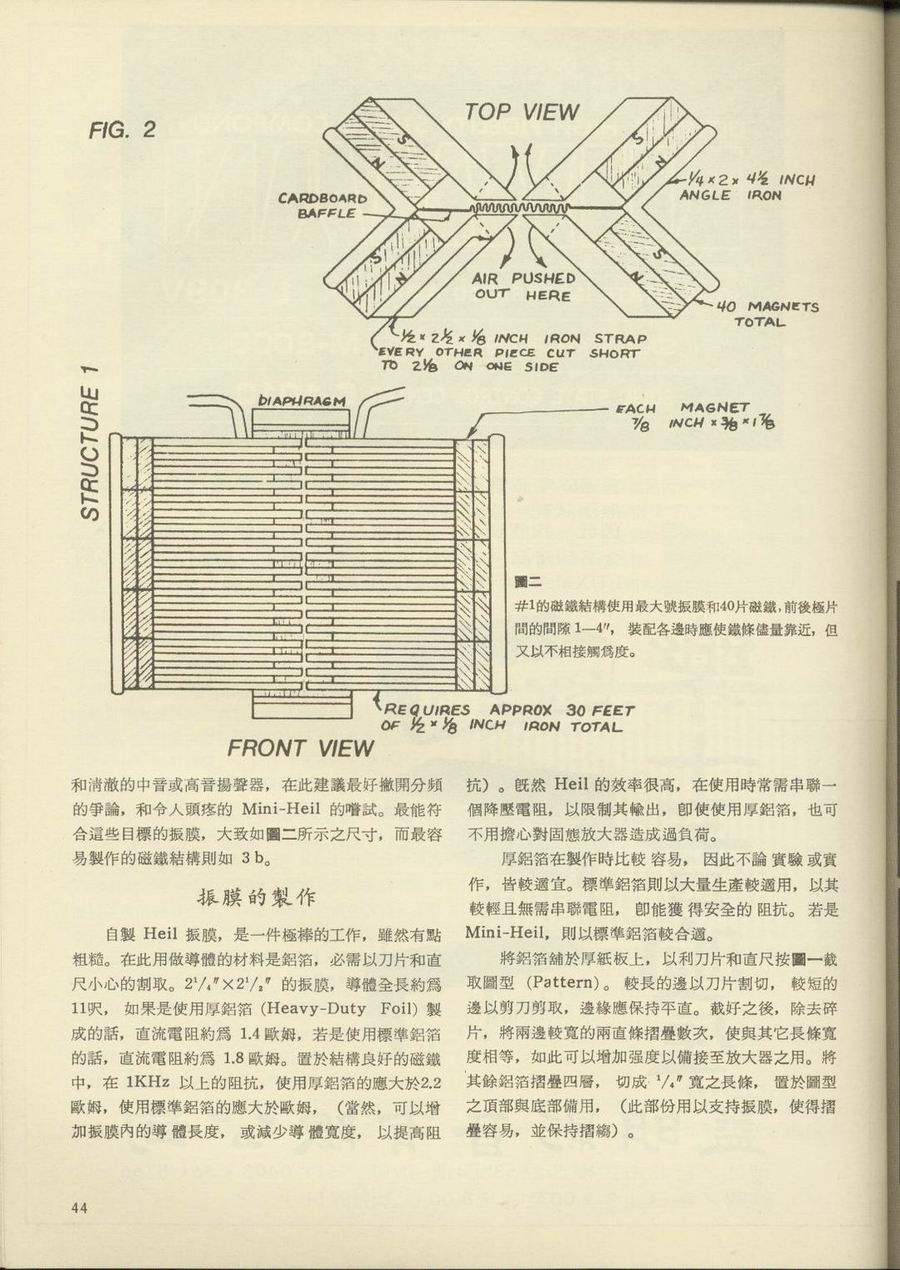 FIG. 2
TOP VIEW
CARDBOARD
BAFFLE
S
N
S
N
1/4 x 2 x 4 1/2 INCH
ANGLE IRON
S
N
S
N
AIR PUSHED
OUT HERE
40 MAGNETS
TOTAL
1/2 x 2 1/2 x 1/8 INCH IRON STRAP
EVERY OTHER PIECE CUT SHORT
TO 2 1/8 ON ONE SIDE
STRUCTURE 1
DIAPHRAGM
EACH MAGNET
7/8 INCH x 3/8 x 1 7/8
圖二
#1的磁鐵結構使用最大號振膜和40片磁鐵，前後極片
間的間隙 1—4″， 裝配各邊時應使鐵條儘量靠近，但
又以不相接觸爲度。
REQUIRES APPROX 30 FEET
OF 1/2 x 1/8 INCH IRON TOTAL
FRONT VIEW
和清澈的中音或高音揚聲器，在此建議最好撇開分頻
的爭論，和令人頭疼的 Mini-Heil 的嚐試。最能符
合這些目標的振膜，大致如圖二所示之尺寸，而最容
易製作的磁鐵結構則如 3 b。
振膜的製作
自製 Heil 振膜，是一件極棒的工作，雖然有點
粗糙。在此用做導體的材料是鋁箔，必需以刀片和直
尺小心的割取。2¹/₄″×2¹/₂″ 的振膜，導體全長約爲
11呎， 如果是使用厚鋁箔 (Heavy-Duty Foil) 製
成的話，直流電阻約爲 1.4 歐姆，若是使用標準鋁箔
的話，直流電阻約爲 1.8 歐姆。置於結構良好的磁鐵
中，在 1KHz 以上的阻抗，使用厚鋁箔的應大於2.2
歐姆，使用標準鋁箔的應大於歐姆， （當然，可以增
加振膜內的導體長度， 或減少導體寬度， 以提高阻
抗）。旣然 Heil 的效率很高，在使用時常需串聯一
個降壓電阻，以限制其輸出，卽使使用厚鋁箔，也可
不用擔心對固態放大器造成過負荷。
厚鋁箔在製作時比較容易， 因此不論實驗或實
作，皆較適宜。標準鋁箔則以大量生產較適用，以其
較輕且無需串聯電阻， 卽能獲得安全的阻抗。若是
Mini-Heil，則以標準鋁箔較合適。
將鋁箔舖於厚紙板上，以利刀片和直尺按圖一截
取圖型 (Pattern)。 較長的邊以刀片割切， 較短的
邊以剪刀剪取，邊緣應保持平直。截好之後，除去碎
片，將兩邊較寬的兩直條摺疊數次，使與其它長條寬
度相等，如此可以增加强度以備接至放大器之用。將
其餘鋁箔摺疊四層， 切成 ¹/₄″ 寬之長條， 置於圖型
之頂部與底部備用， （此部份用以支持振膜，使得摺
疊容易，並保持摺縐）。
44